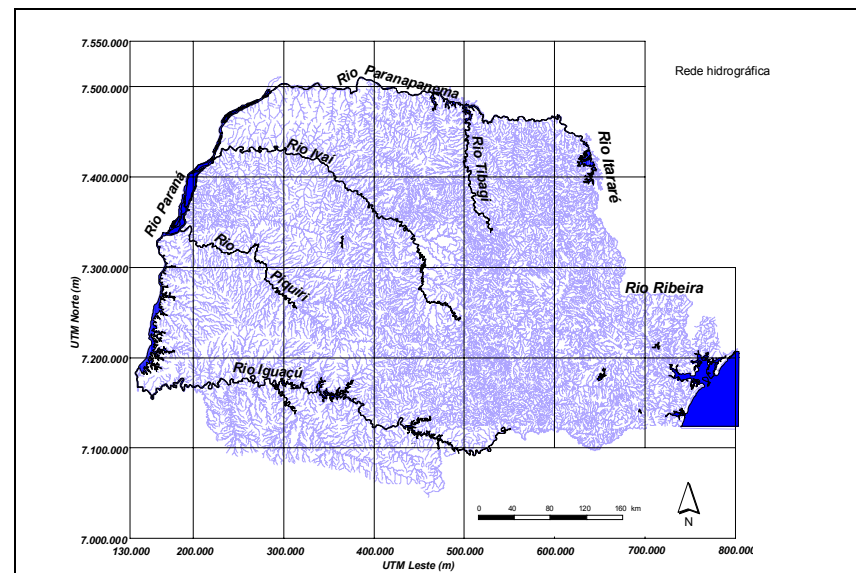 7.550.000
Rede hidrográfica
7.500.000
Rio Paranapanema
Rio Ivaí
Rio Tibagi
Rio Itararé
7.400.000
Rio Paraná
Rio Piquiri
7.300.000
Rio Ribeira
UTM Norte (m)
7.200.000
Rio Iguaçú
7.100.000
0 40 80 120 160 km
N
7.000.000
130.000 200.000 300.000 400.000 500.000 600.000 700.000 800.000
UTM Leste (m)